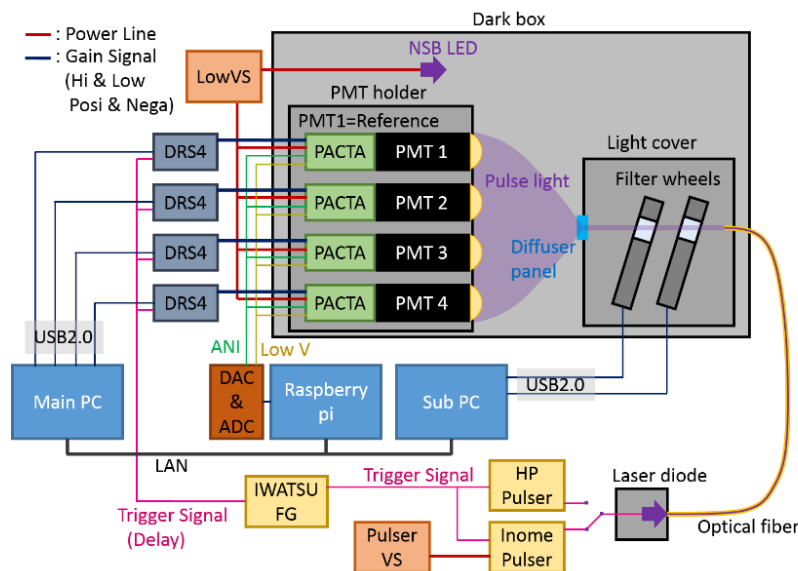 Dark box
: Power Line
: Gain Signal
(Hi & Low
Posi & Nega)
LowVS
NSB LED
PMT holder
PMT1=Reference
DRS4
PACTA
PMT 1
DRS4
PACTA
PMT 2
DRS4
PACTA
PMT 3
DRS4
PACTA
PMT 4
Pulse light
Diffuser
panel
Light cover
Filter wheels
USB2.0
ANI
Low V
Main PC
DAC
&
ADC
Raspberry
pi
Sub PC
USB2.0
LAN
Trigger Signal
(Delay)
IWATSU
FG
Trigger Signal
HP
Pulser
Pulser
VS
Inome
Pulser
Laser diode
Optical fiber